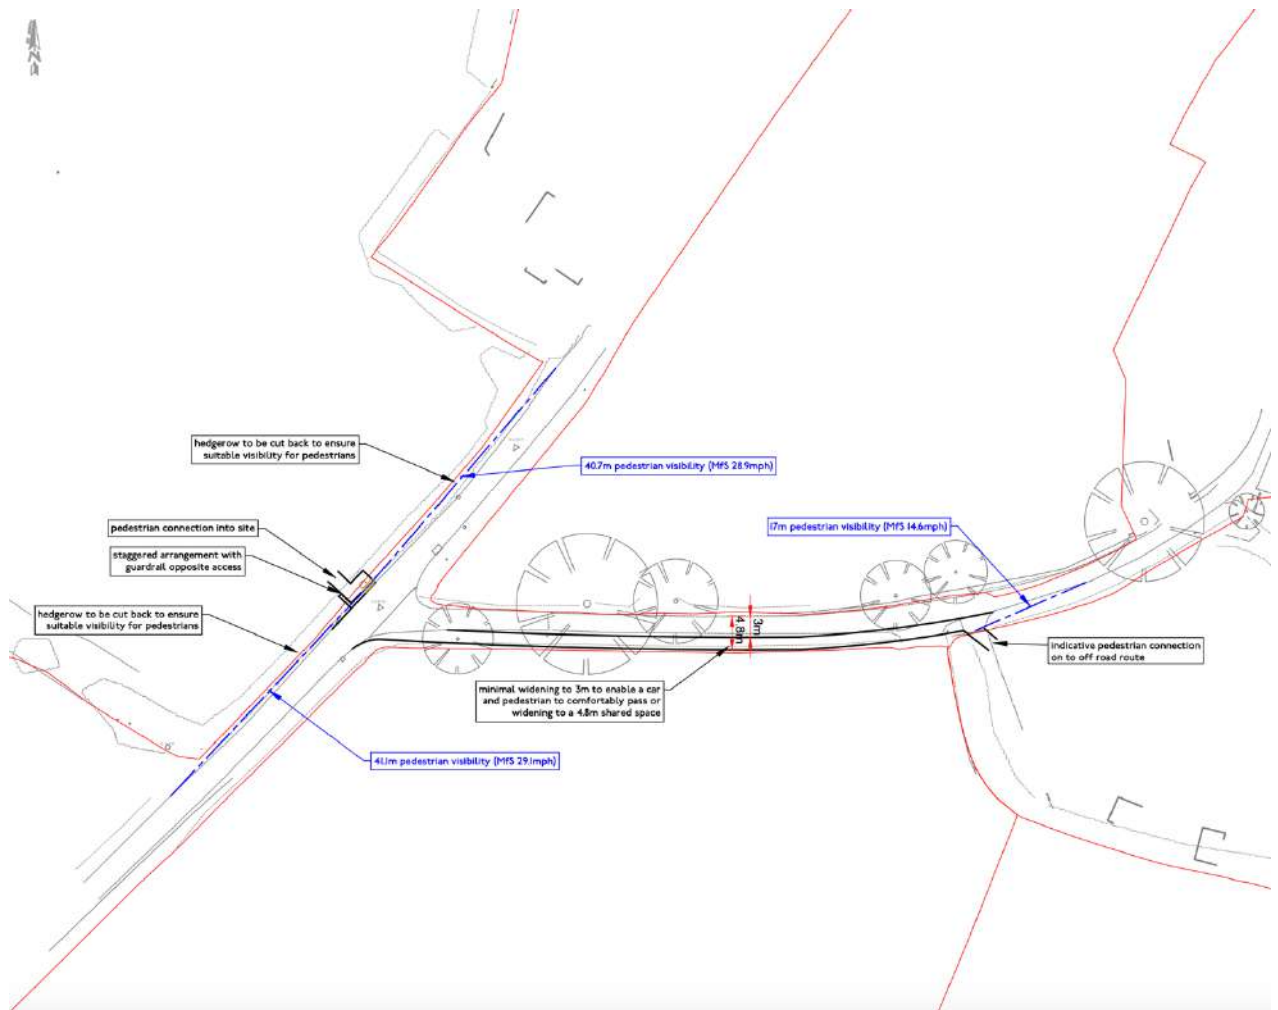 N
hedgerow to be cut back to ensure
suitable visibility for pedestrians
40.7m pedestrian visibility (MfS 28.9mph)
17m pedestrian visibility (MfS 14.6mph)
pedestrian connection into site
staggered arrangement with
guardrail opposite access
hedgerow to be cut back to ensure
suitable visibility for pedestrians
4.8m
3m
indicative pedestrian connection
on to off road route
minimal widening to 3m to enable a car
and pedestrian to comfortably pass or
widening to a 4.8m shared space
41.1m pedestrian visibility (MfS 29.1mph)